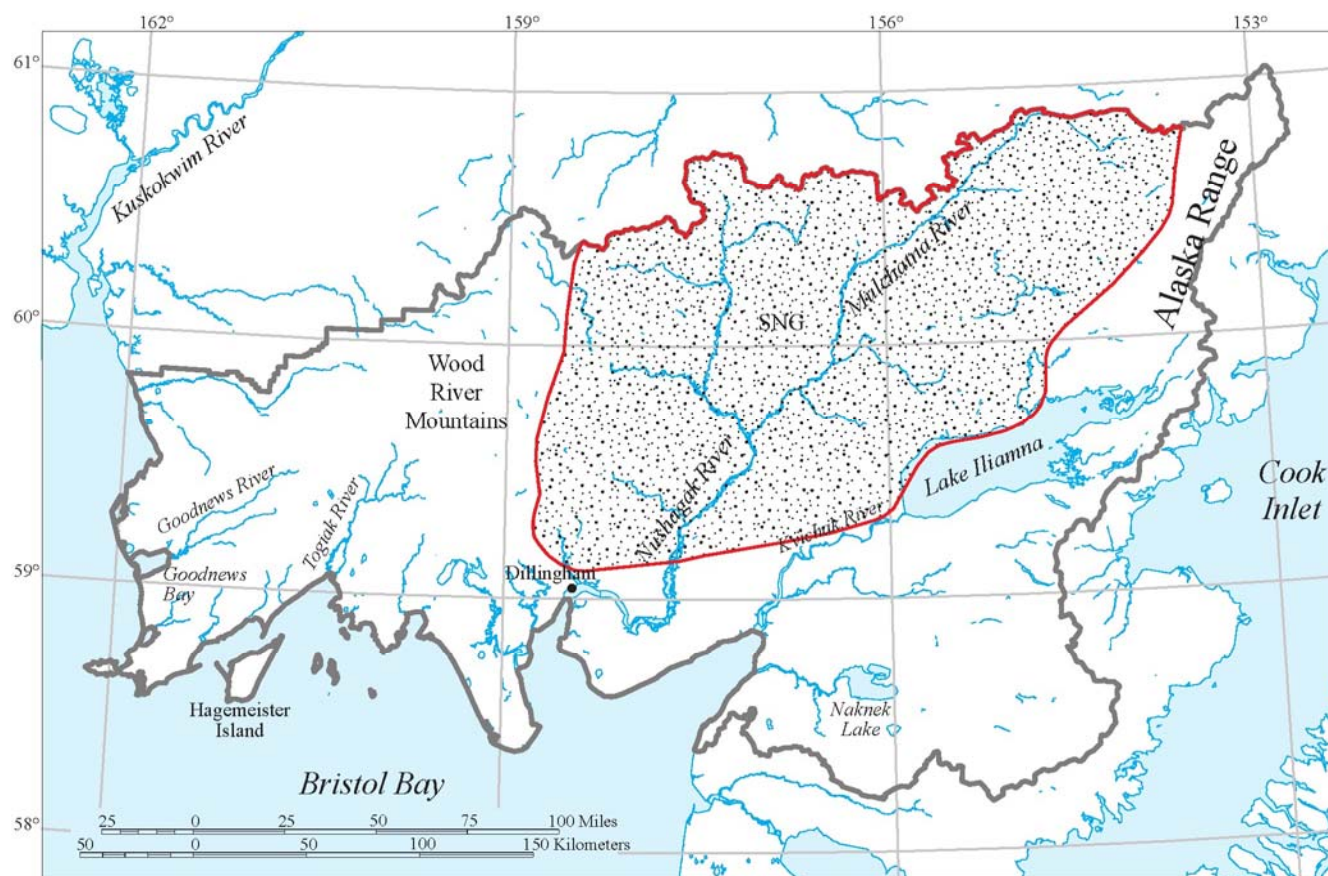 162°
159°
156°
153°
61°
Kuskokwim River
Alaska Range
Mulchatna River
SNG
60°
Wood
River
Mountains
Lake Iliamna
Cook
Inlet
Nushagak River
Goodnews River
Togiak River
Kvichak River
59°
Goodnews
Bay
Dillingham
Hagemeister
Island
Naknek
Lake
Bristol Bay
58°
25 0 25 50 75 100 Miles
50 0 50 100 150 Kilometers